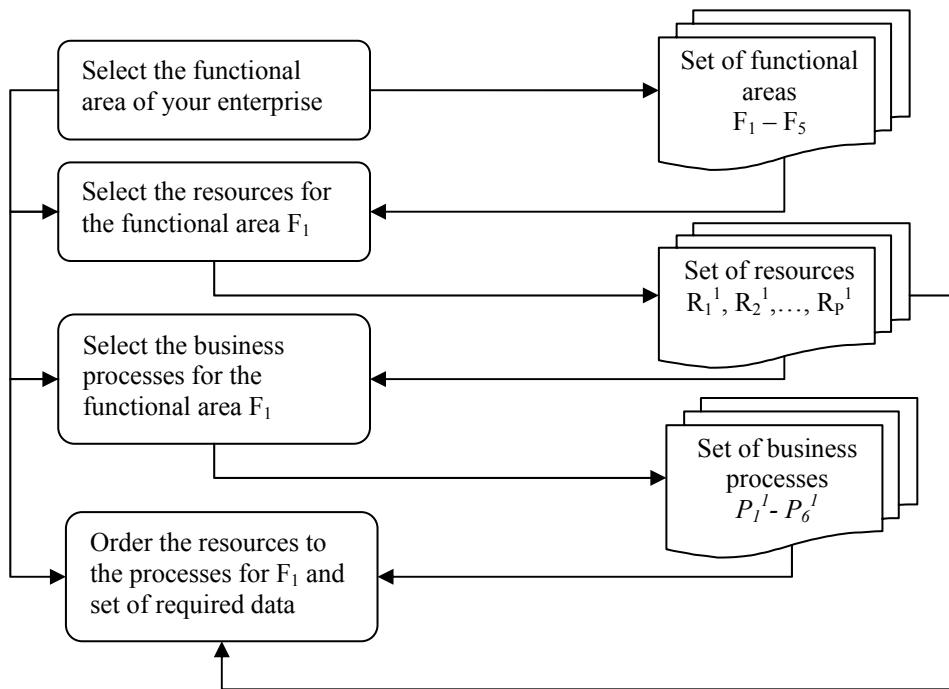 Select the functional
area of your enterprise
Set of functional
areas
F₁ – F₅
Select the resources for
the functional area F₁
Set of resources
R₁¹, R₂¹,…, R_P¹
Select the business
processes for the
functional area F₁
Set of business
processes
P₁¹- P₆¹
Order the resources to
the processes for F₁ and
set of required data